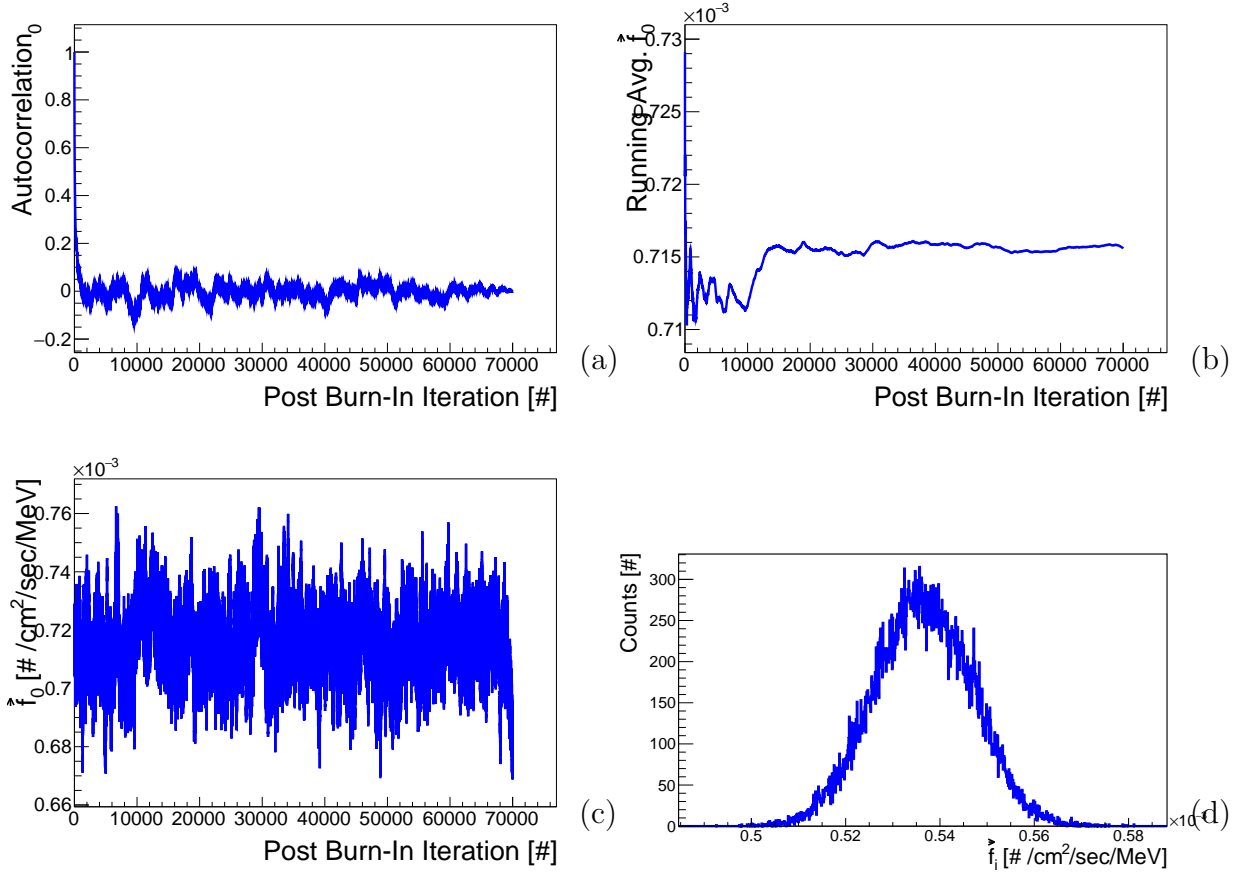 Autocorrelation₀
1
0.8
0.6
0.4
0.2
0
−0.2
0 10000 20000 30000 40000 50000 60000 70000
Post Burn-In Iteration [#]
(a)
×10⁻³
Running Avg. f₀
0.73
0.725
0.72
0.715
0.71
0 10000 20000 30000 40000 50000 60000 70000
Post Burn-In Iteration [#]
(b)
×10⁻³
f₀ [# /cm²/sec/MeV]
0.76
0.74
0.72
0.7
0.68
0.66
0 10000 20000 30000 40000 50000 60000 70000
Post Burn-In Iteration [#]
(c)
Counts [#]
300
250
200
150
100
50
0
0.5 0.52 0.54 0.56 0.58
×10
fᵢ [# /cm²/sec/MeV]
(d)